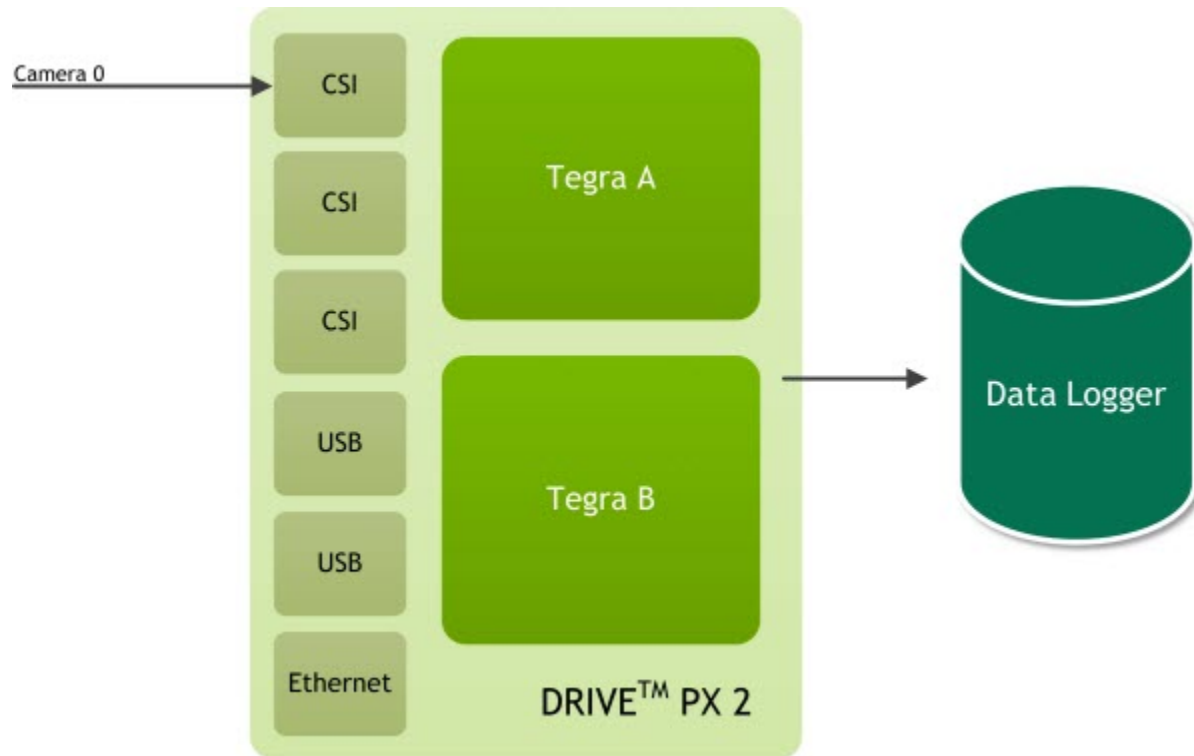 Camera 0
CSI
CSI
CSI
USB
USB
Ethernet
Tegra A
Tegra B
DRIVE™ PX 2
Data Logger